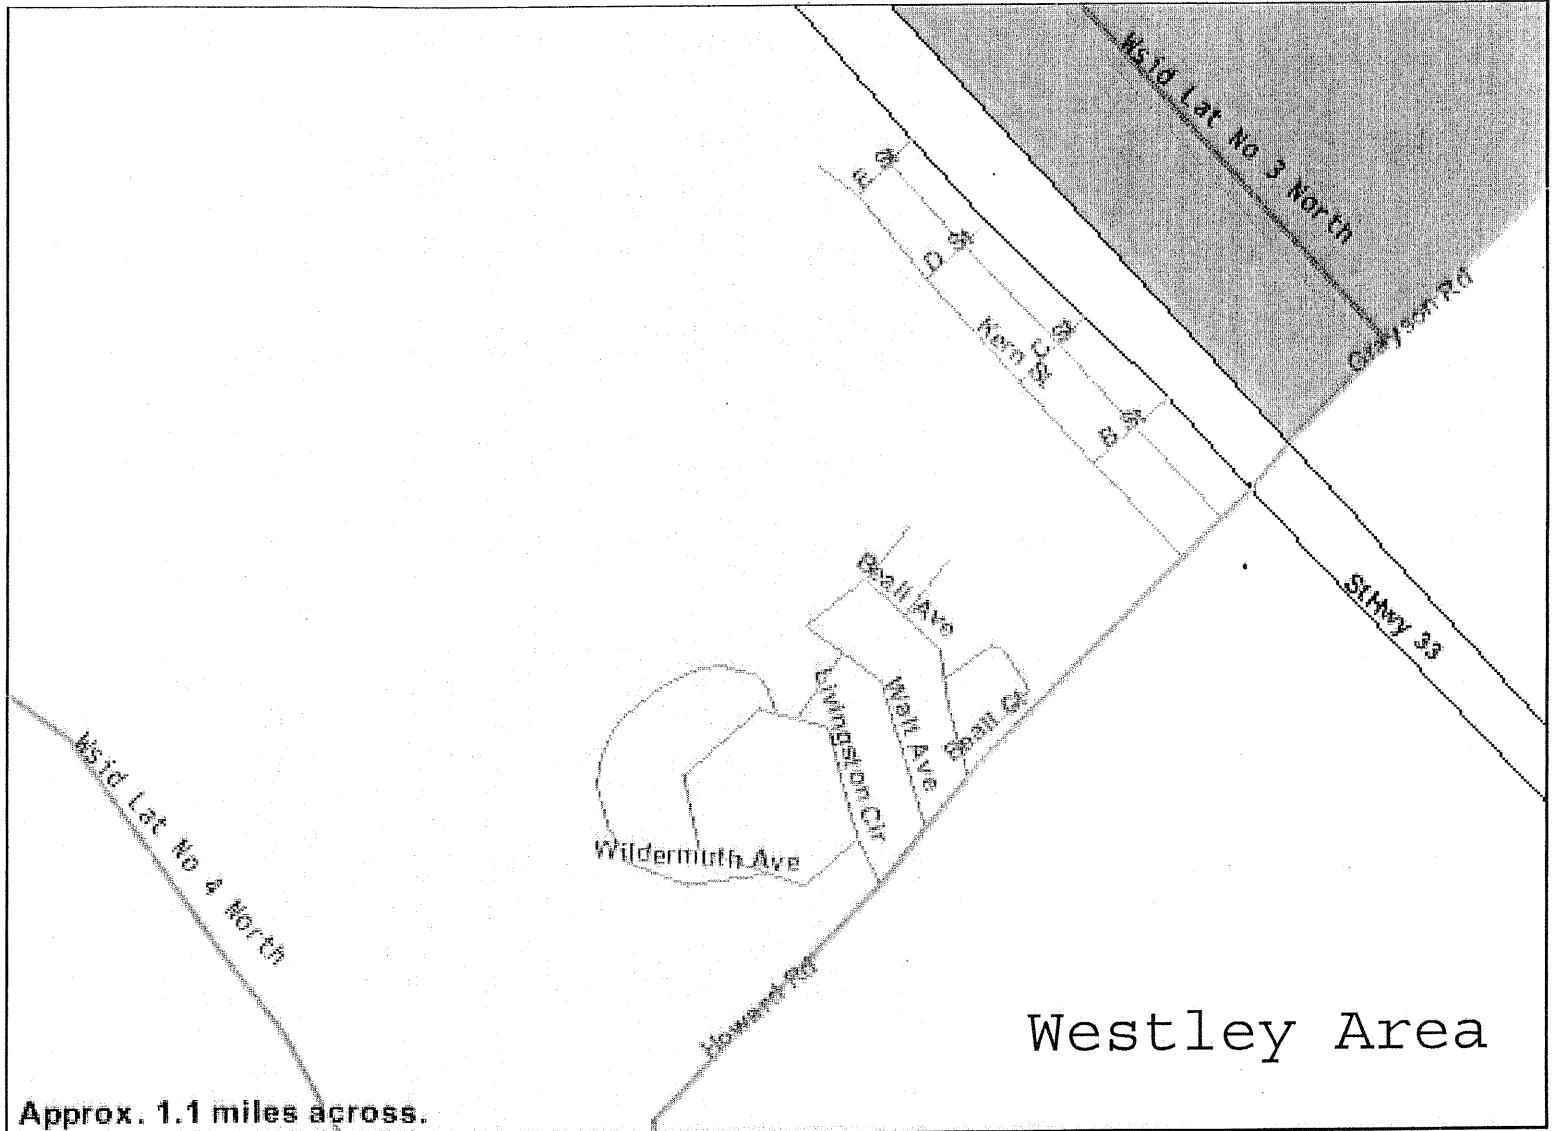 Wsid Lat No 3 North
Grayson Rd
E St
D St
C St
B St
Kern St
St Hwy 33
Beall Ave
Livingston Cir
Walt Ave
Beall Ct
Wildermuth Ave
Wsid Lat No 4 North
Howard Rd
Westley Area
Approx. 1.1 miles across.